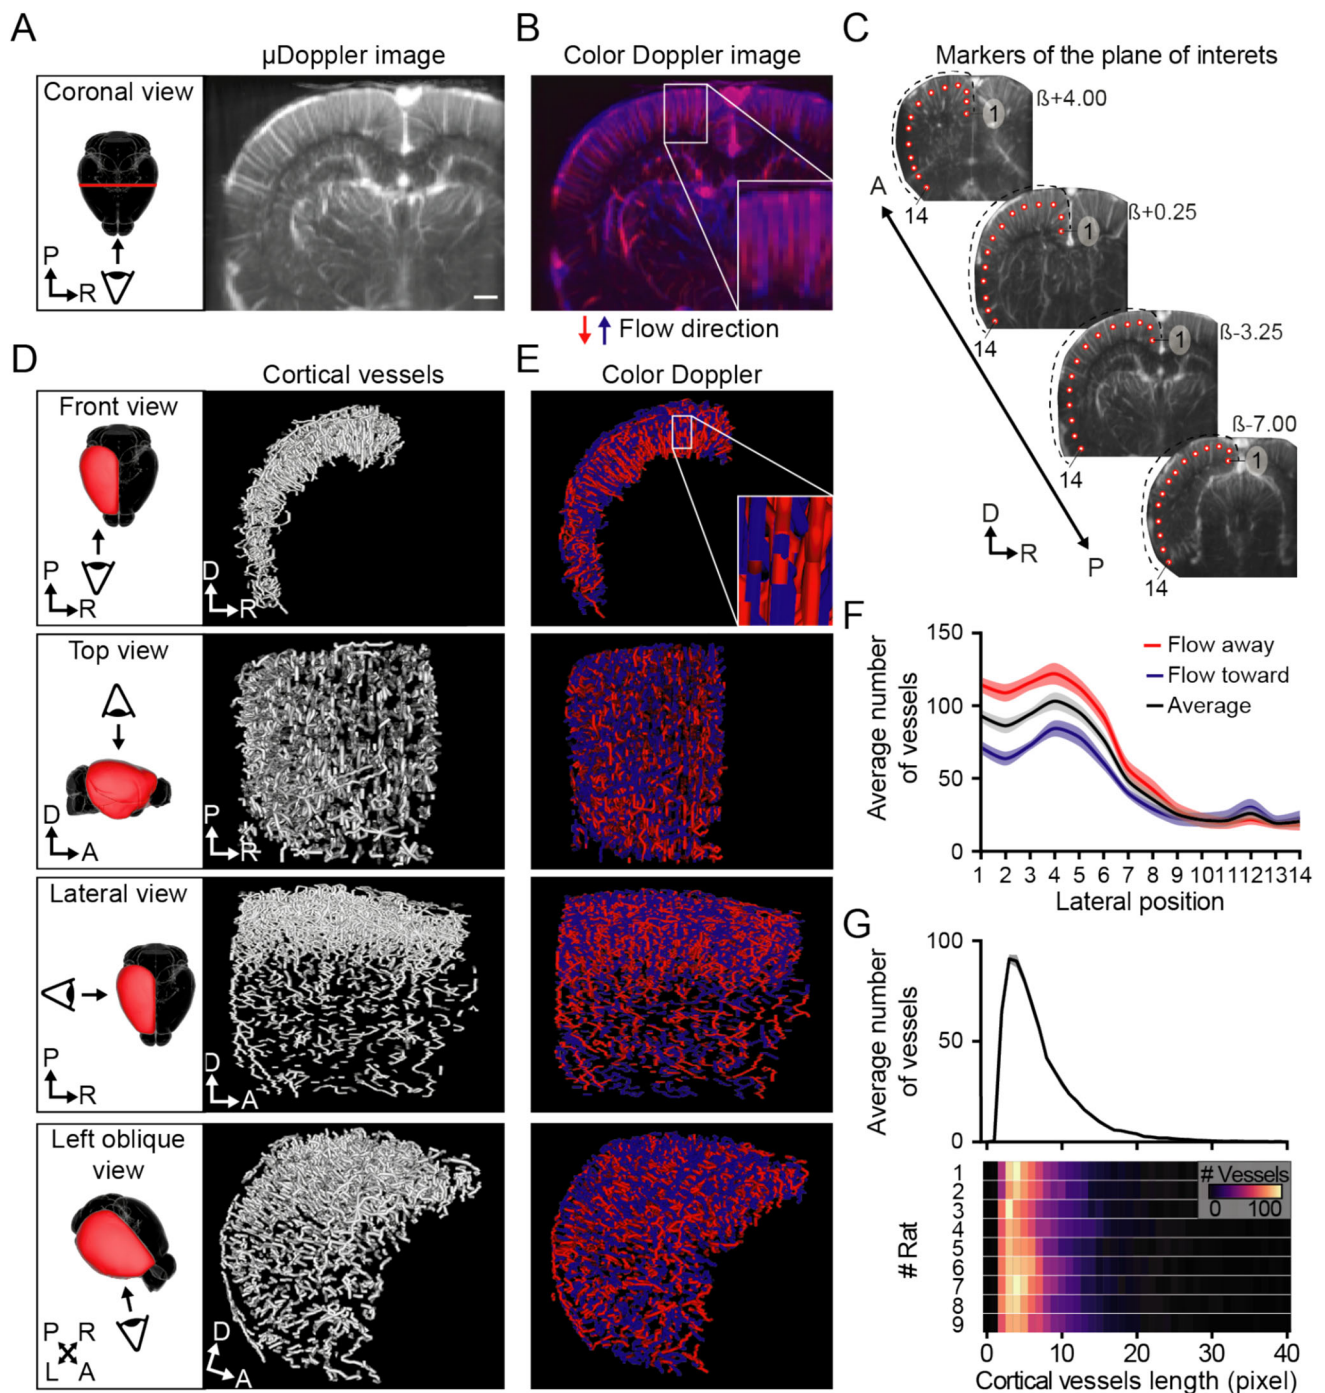 A
µDoppler image
Coronal view
P
R
B
Color Doppler image
Flow direction
C
Markers of the plane of interets
ß+4.00
1
A
14
ß+0.25
1
14
ß-3.25
1
14
ß-7.00
1
14
D
R
P
D
Cortical vessels
Front view
P
R
D
R
Top view
D
A
P
R
Lateral view
P
R
D
A
Left oblique
view
P R
L A
D
A
E
Color Doppler
F
150
100
50
0
Average number
of vessels
Flow away
Flow toward
Average
1 2 3 4 5 6 7 8 9 10 11 12 13 14
Lateral position
G
100
50
0
Average number
of vessels
# Vessels
0 100
# Rat
1
2
3
4
5
6
7
8
9
0 10 20 30 40
Cortical vessels length (pixel)